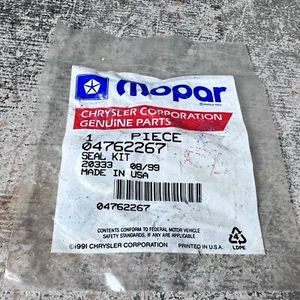 mopar
CHRYSLER CORPORATION
GENUINE PARTS
1 PIECE
04762267
SEAL KIT
20333 08/99
MADE IN USA
04762267
CONTENTS CONFORM TO FEDERAL MOTOR VEHICLE
SAFETY STANDARDS, IF ANY ARE APPLICABLE
©1991 CHRYSLER CORPORATION PRINTED IN U.S.A.
4
LDPE